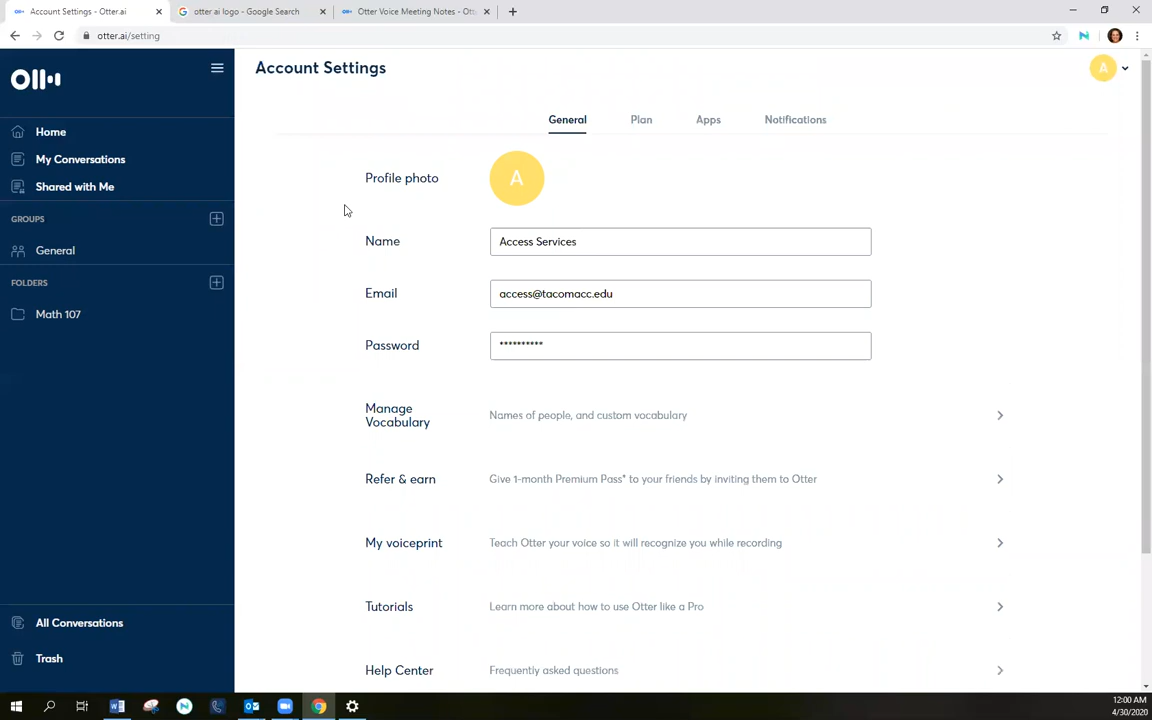 Account Settings - Otter.ai
otter ai logo - Google Search
Otter Voice Meeting Notes - Ott
otter.ai/setting
Account Settings
A
Home
My Conversations
Shared with Me
GROUPS
General
FOLDERS
Math 107
All Conversations
Trash
General Plan Apps Notifications
Profile photo
A
Name
Access Services
Email
access@tacomacc.edu
Password
**********
Manage
Vocabulary
Names of people, and custom vocabulary
Refer & earn
Give 1-month Premium Pass* to your friends by inviting them to Otter
My voiceprint
Teach Otter your voice so it will recognize you while recording
Tutorials
Learn more about how to use Otter like a Pro
Help Center
Frequently asked questions
12:00 AM
4/30/2020